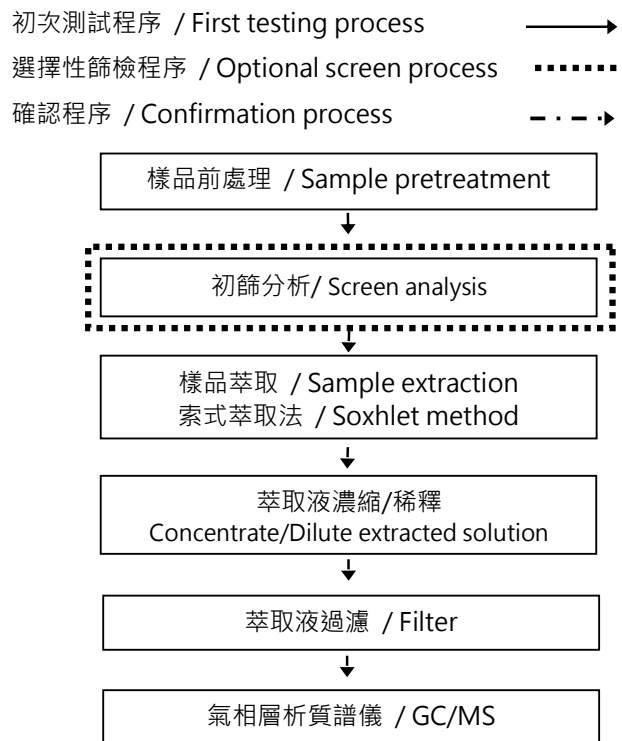 初次測試程序 / First testing process
選擇性篩檢程序 / Optional screen process
確認程序 / Confirmation process
樣品前處理 / Sample pretreatment
初篩分析/ Screen analysis
樣品萃取 / Sample extraction
索式萃取法 / Soxhlet method
萃取液濃縮/稀釋
Concentrate/Dilute extracted solution
萃取液過濾 / Filter
氣相層析質譜儀 / GC/MS